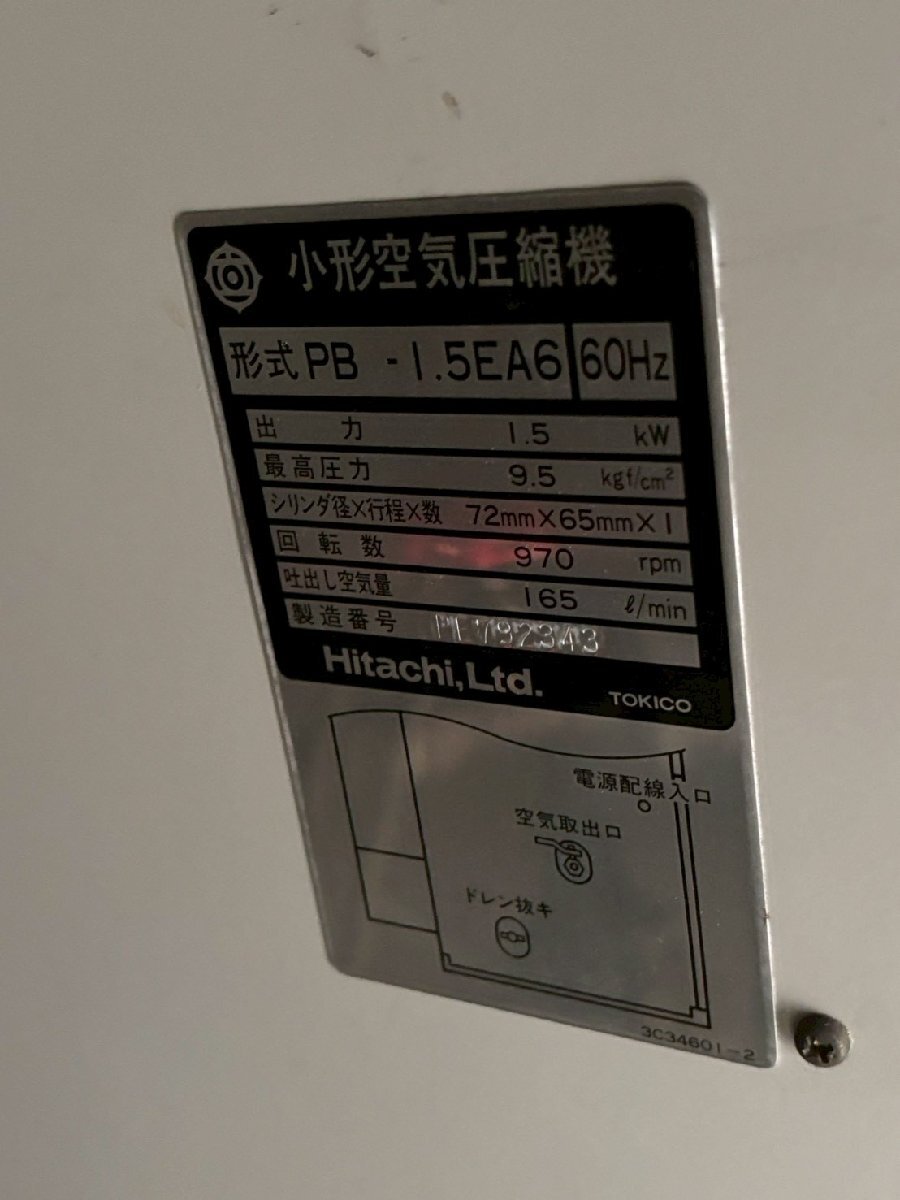 小形空気圧縮機
形式 PB -1.5EA6 60Hz
出力 1.5 kW
最高圧力 9.5 kgf/cm²
シリンダ径×行程×数 72mm×65mm×1
回転数 970 rpm
吐出し空気量 165 ℓ/min
製造番号
Hitachi, Ltd. TOKICO
電源配線入口
空気取出口
ドレン抜キ
3C34601-2